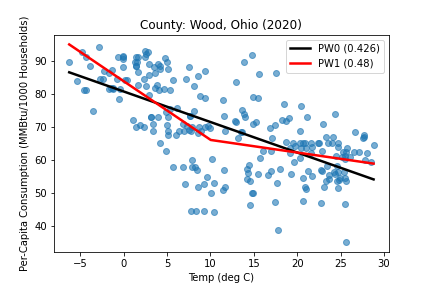 County: Wood, Ohio (2020)
PW0 (0.426)
PW1 (0.48)
Per-Capita Consumption (MMBtu/1000 Households)
90
80
70
60
50
40
−5
0
5
10
15
20
25
30
Temp (deg C)